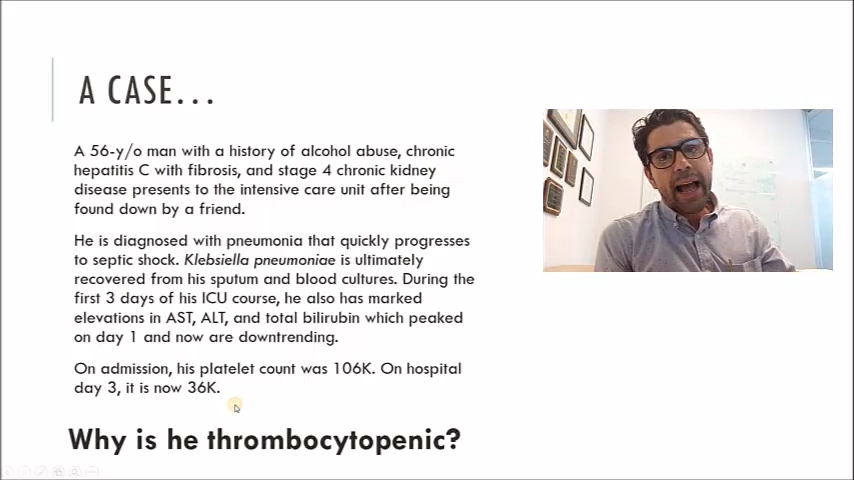 A CASE...
A 56-y/o man with a history of alcohol abuse, chronic
hepatitis C with fibrosis, and stage 4 chronic kidney
disease presents to the intensive care unit after being
found down by a friend.
He is diagnosed with pneumonia that quickly progresses
to septic shock. Klebsiella pneumoniae is ultimately
recovered from his sputum and blood cultures. During the
first 3 days of his ICU course, he also has marked
elevations in AST, ALT, and total bilirubin which peaked
on day 1 and now are downtrending.
On admission, his platelet count was 106K. On hospital
day 3, it is now 36K.
Why is he thrombocytopenic?